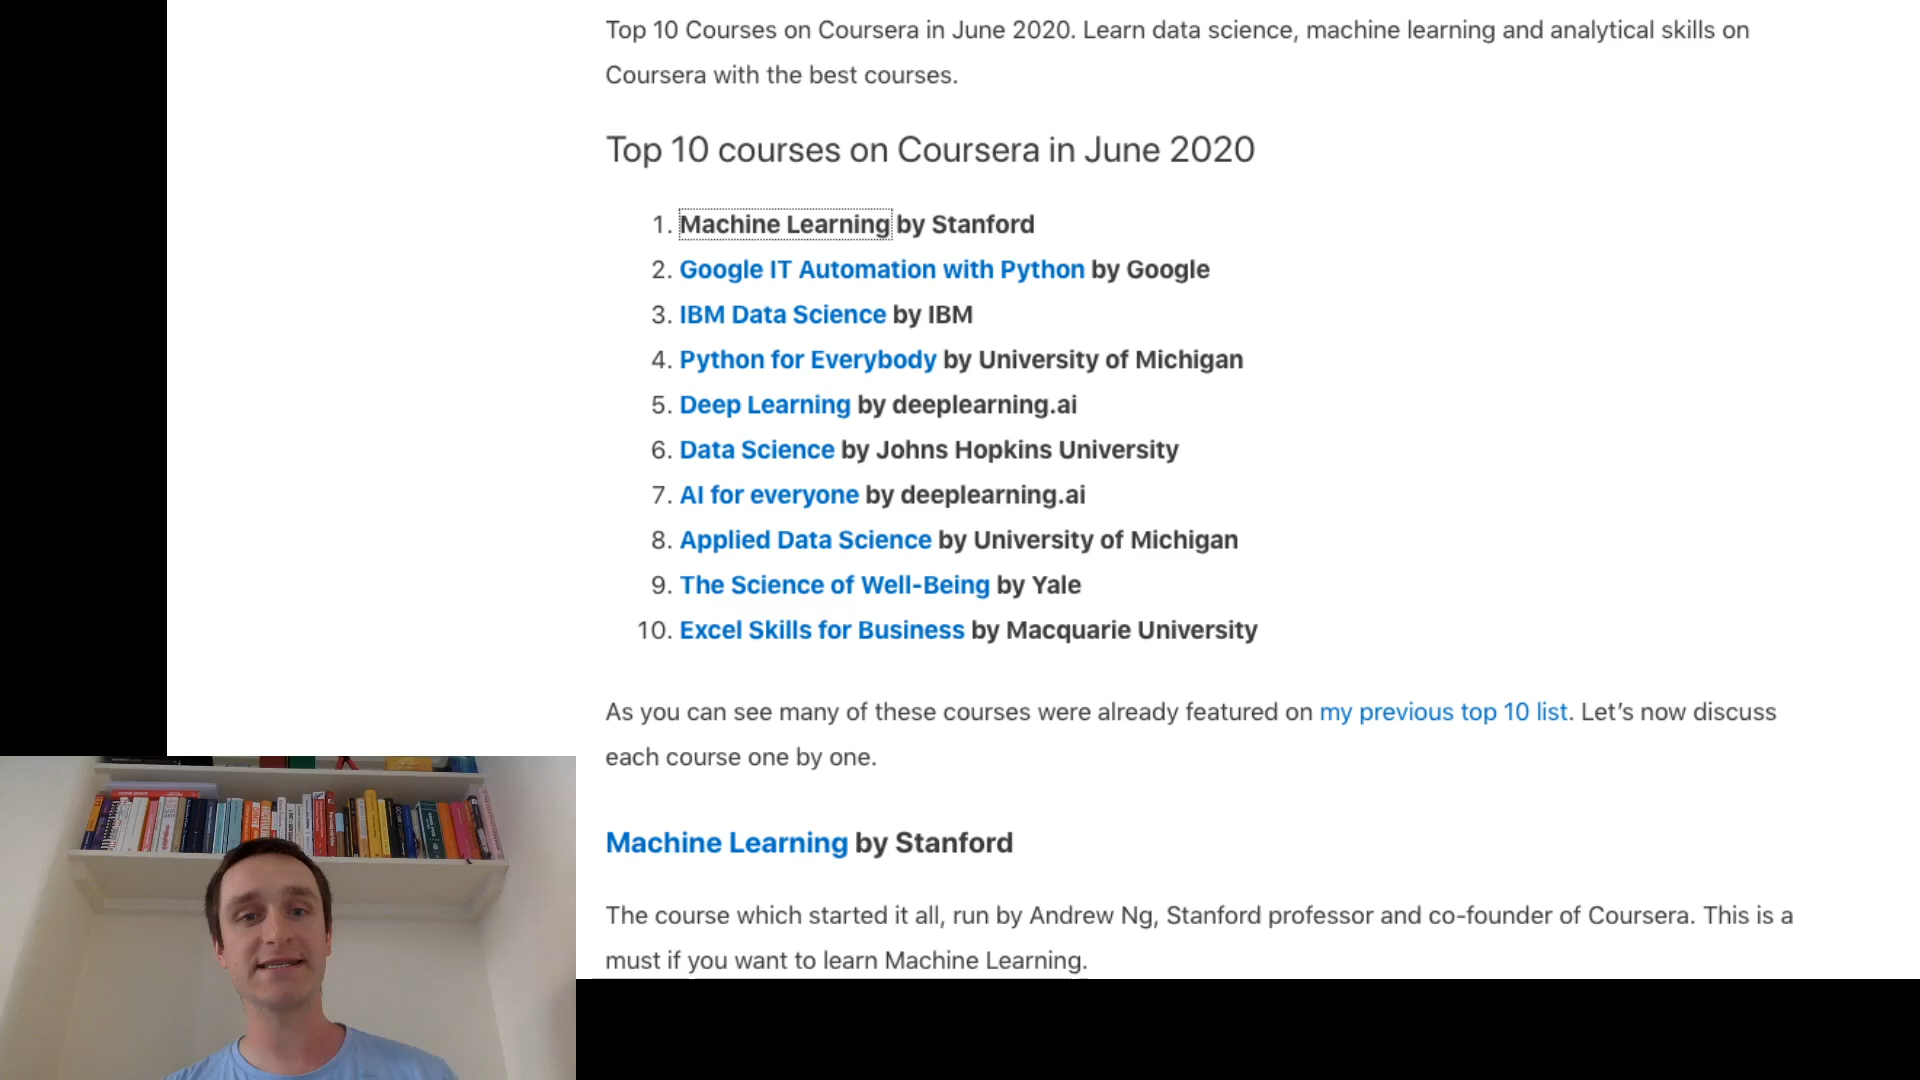 Top 10 Courses on Coursera in June 2020. Learn data science, machine learning and analytical skills on
Coursera with the best courses.
Top 10 courses on Coursera in June 2020
1. Machine Learning by Stanford
2. Google IT Automation with Python by Google
3. IBM Data Science by IBM
4. Python for Everybody by University of Michigan
5. Deep Learning by deeplearning.ai
6. Data Science by Johns Hopkins University
7. AI for everyone by deeplearning.ai
8. Applied Data Science by University of Michigan
9. The Science of Well-Being by Yale
10. Excel Skills for Business by Macquarie University
As you can see many of these courses were already featured on my previous top 10 list. Let’s now discuss
each course one by one.
Machine Learning by Stanford
The course which started it all, run by Andrew Ng, Stanford professor and co-founder of Coursera. This is a
must if you want to learn Machine Learning.